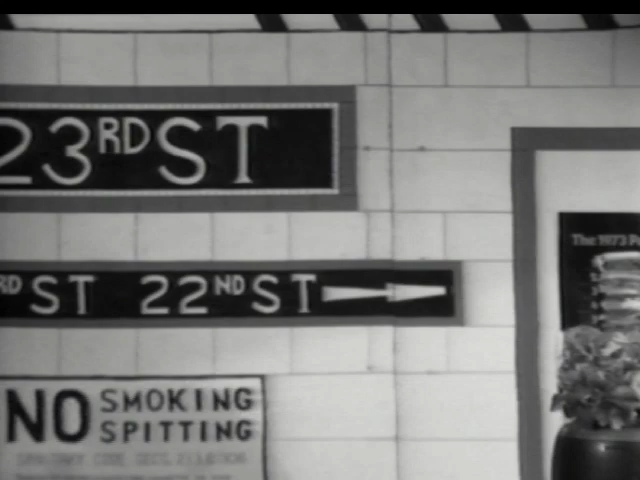 23RD ST
RD ST 22ND ST
NO SMOKING
SPITTING
The 1973